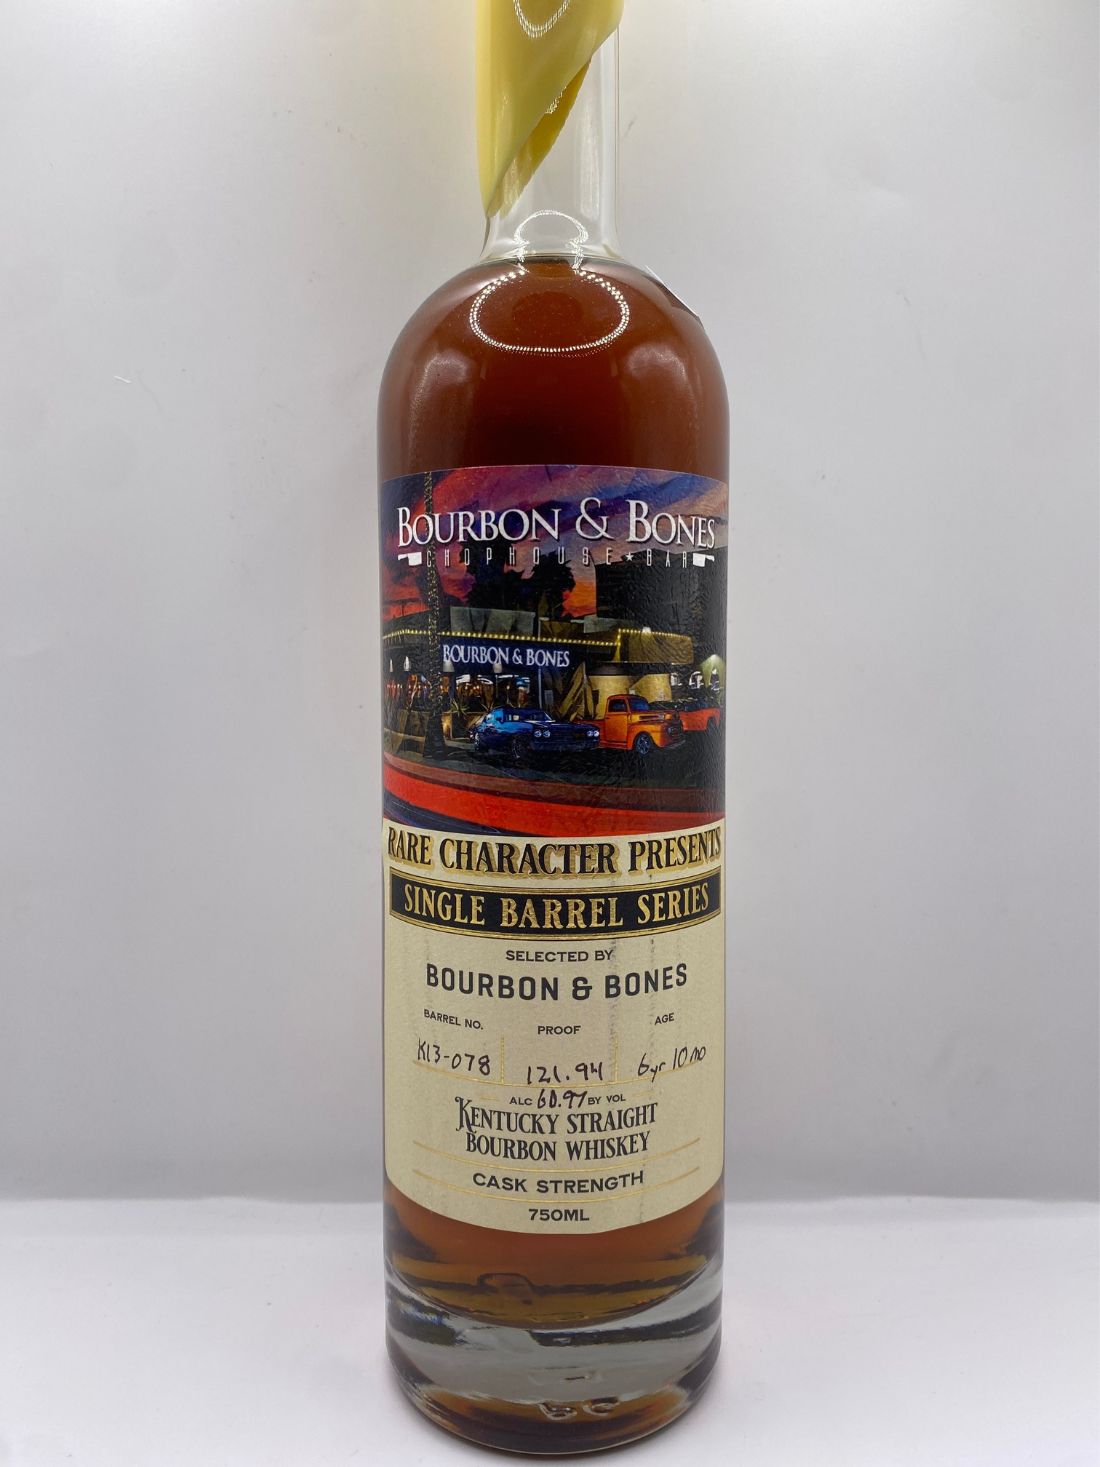 BOURBON & BONES
CHOPHOUSE★BAR
BOURBON & BONES
RARE CHARACTER PRESENTS
SINGLE BARREL SERIES
SELECTED BY
BOURBON & BONES
BARREL NO. PROOF AGE
K13-078 121.94 6yr 10mo
ALC 60.97 BY VOL
KENTUCKY STRAIGHT
BOURBON WHISKEY
CASK STRENGTH
750ML